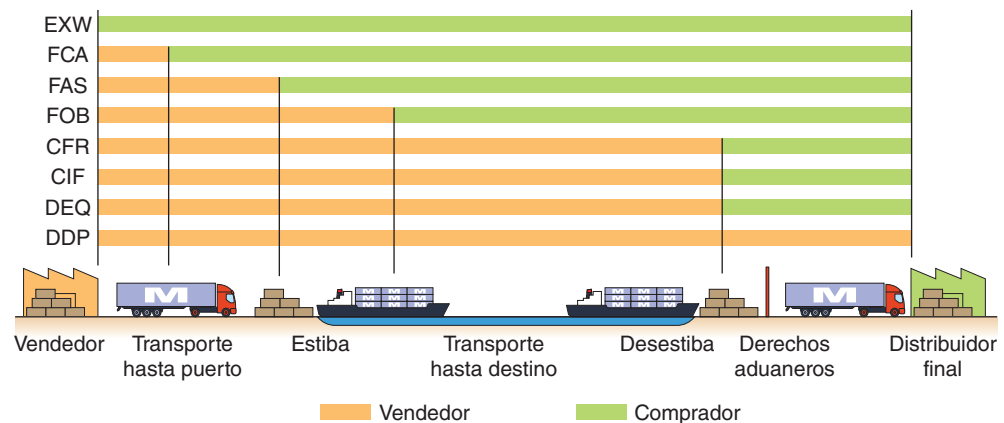 EXW
FCA
FAS
FOB
CFR
CIF
DEQ
DDP
M
M M M
M M M
M M M
M M M
M M M
M M M
M
Vendedor
Transporte
hasta puerto
Estiba
Transporte
hasta destino
Desestiba
Derechos
aduaneros
Distribuidor
final
Vendedor
Comprador